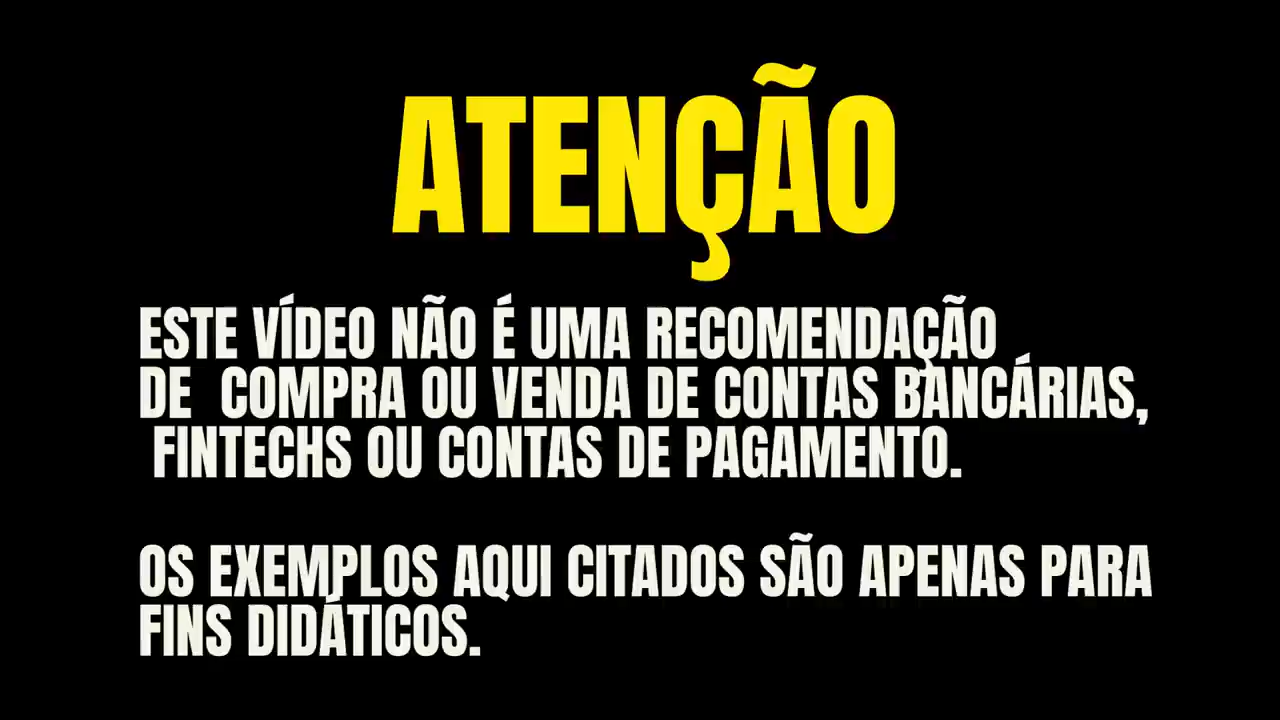 ATENÇÃO
ESTE VÍDEO NÃO É UMA RECOMENDAÇÃO
DE COMPRA OU VENDA DE CONTAS BANCÁRIAS,
FINTECHS OU CONTAS DE PAGAMENTO.
OS EXEMPLOS AQUI CITADOS SÃO APENAS PARA
FINS DIDÁTICOS.